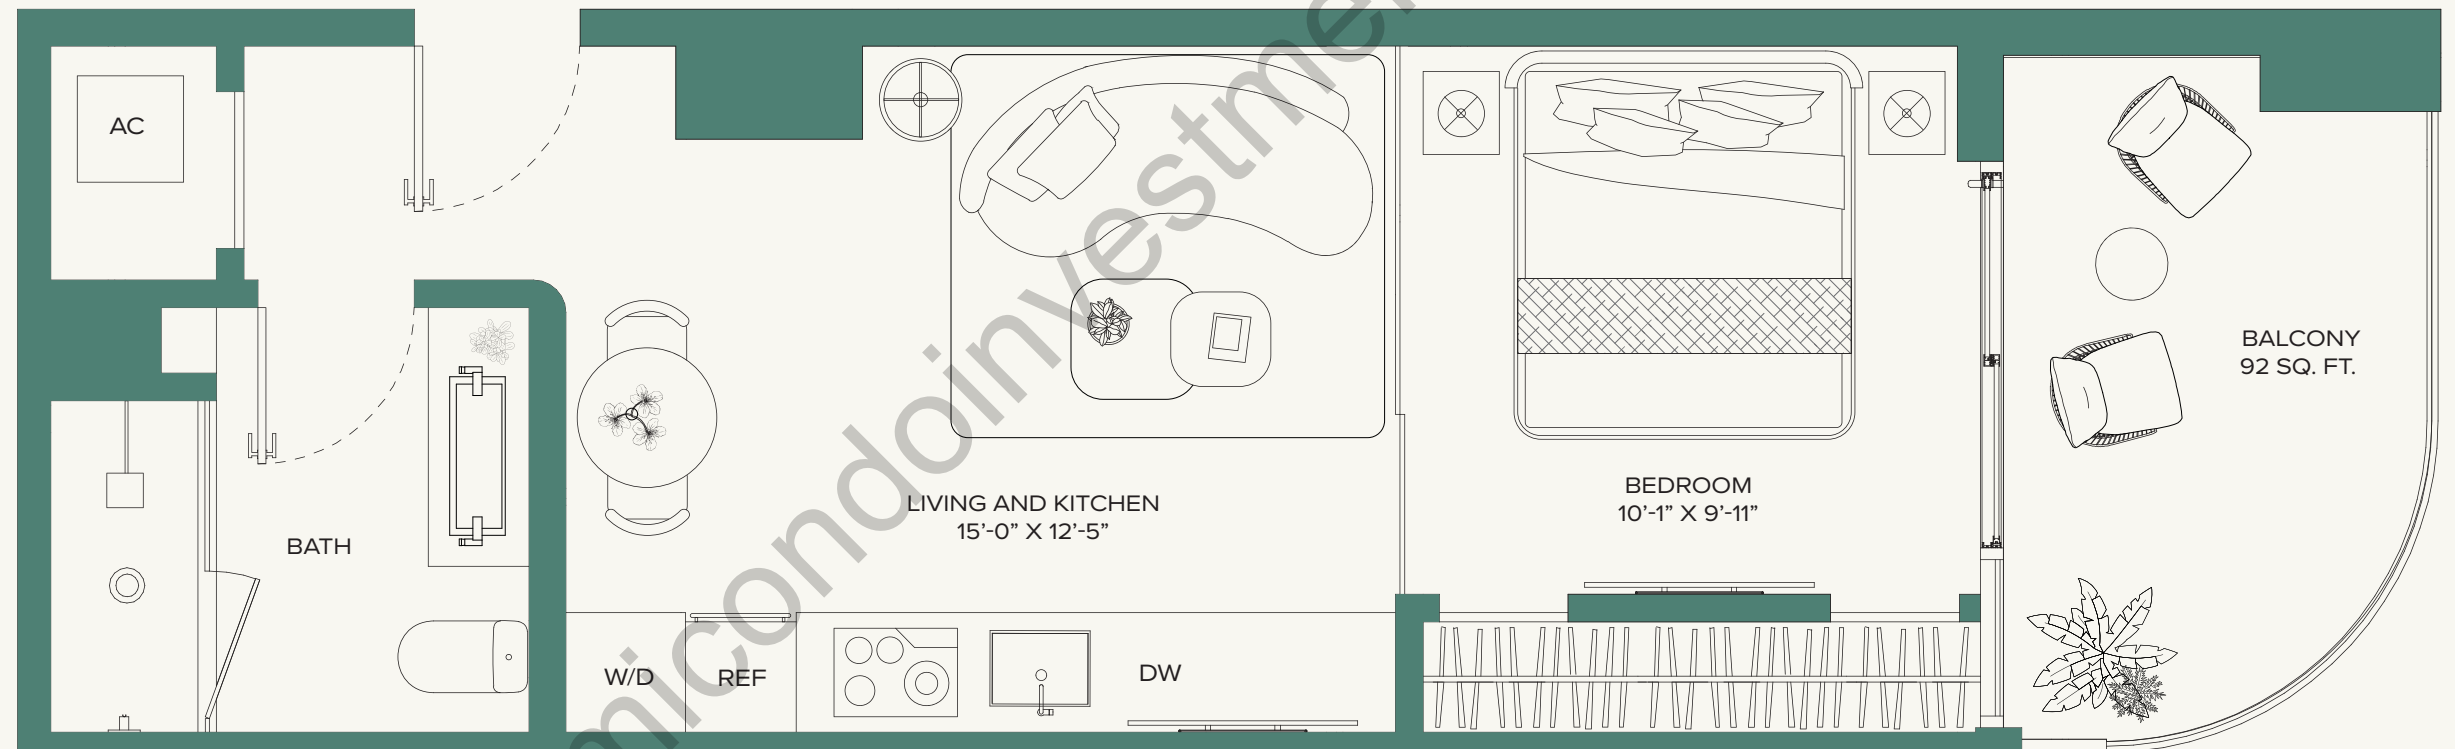 AC
BALCONY
92 SQ. FT.
BEDROOM
10'-1" X 9'-11"
LIVING AND KITCHEN
15'-0" X 12'-5"
BATH
W/D
REF
DW
micondoinvestme